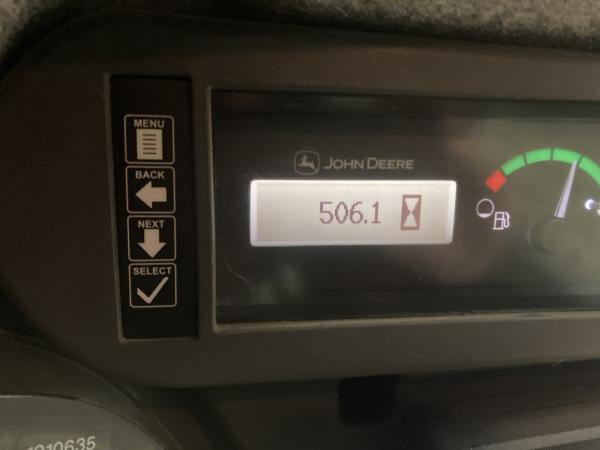 MENU
BACK
NEXT
SELECT
JOHN DEERE
506.1